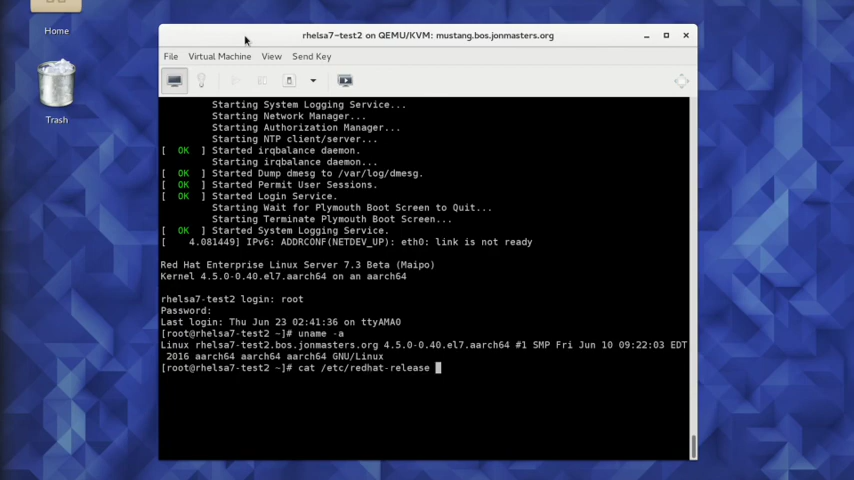 Home
Trash
rhelsa7-test2 on QEMU/KVM: mustang.bos.jonmasters.org
File Virtual Machine View Send Key
Starting System Logging Service...
Starting Network Manager...
Starting Authorization Manager...
Starting NTP client/server...
[ OK ] Started irqbalance daemon.
Starting irqbalance daemon...
[ OK ] Started Dump dmesg to /var/log/dmesg.
[ OK ] Started Permit User Sessions.
[ OK ] Started Login Service.
Starting Wait for Plymouth Boot Screen to Quit...
Starting Terminate Plymouth Boot Screen...
[ OK ] Started System Logging Service.
[ 4.081449] IPv6: ADDRCONF(NETDEV_UP): eth0: link is not ready
Red Hat Enterprise Linux Server 7.3 Beta (Maipo)
Kernel 4.5.0-0.40.el7.aarch64 on an aarch64
rhelsa7-test2 login: root
Password:
Last login: Thu Jun 23 02:41:36 on ttyAMA0
[root@rhelsa7-test2 ~]# uname -a
Linux rhelsa7-test2.bos.jonmasters.org 4.5.0-0.40.el7.aarch64 #1 SMP Fri Jun 10 09:22:03 EDT
2016 aarch64 aarch64 aarch64 GNU/Linux
[root@rhelsa7-test2 ~]# cat /etc/redhat-release